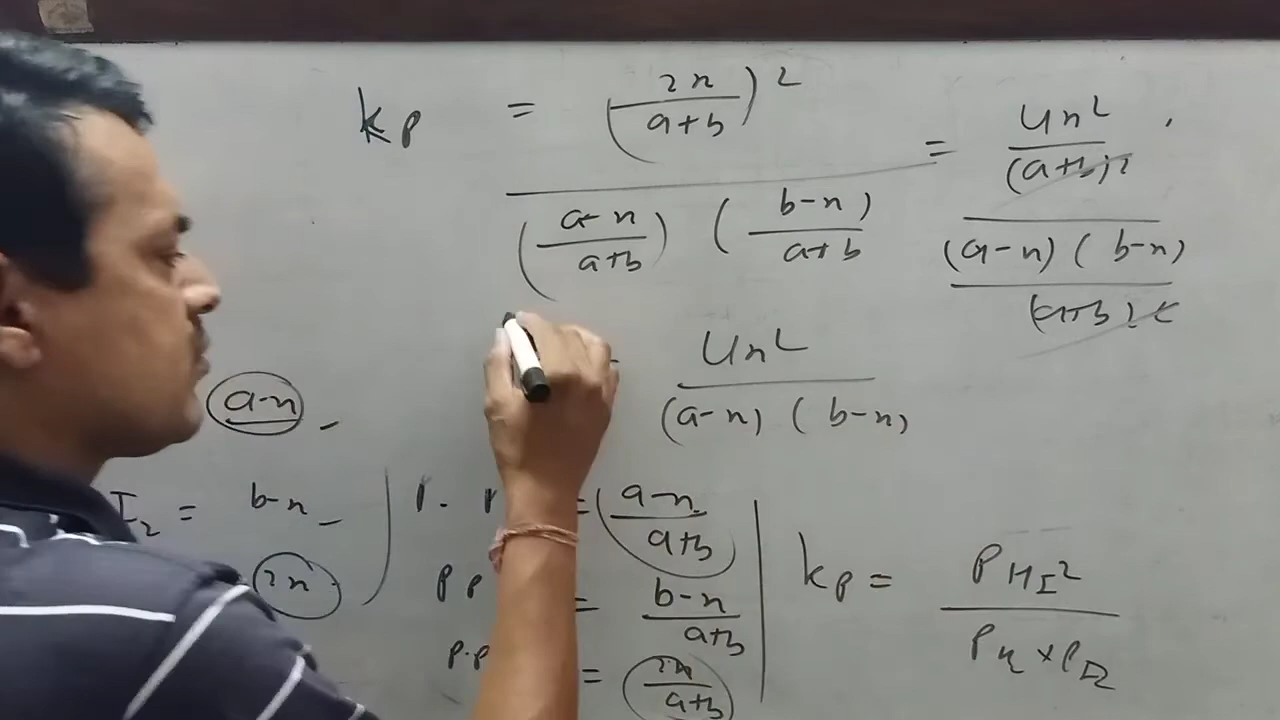 kp = (2x/a+b)² / (a-x/a+b) (b-x)/a+b = 4x²/(a+b)² / (a-x) (b-x)/(a+b)²
4x² / (a-x) (b-x)
a-x -
I2 = b-x -
2x
= (a-x/a+b)
= b-x/a+b
= 2x/a+b
kp = PHI² / PH₂ × PI₂